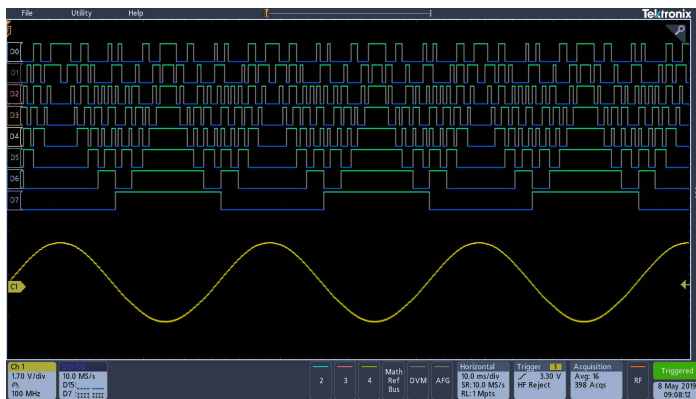 File Utility Help Tektronix
D0
D1
D2
D3
D4
D5
D6
D7
C1
Ch 1
1.70 V/div
100 MHz
D15-D0
10.0 MS/s
D15:
D7 :
2
3
4
Math
Ref
Bus
DVM
AFG
Horizontal
10.0 ms/div
SR:10.0 MS/s
RL:1 Mpts
Trigger 1
3.30 V
HF Reject
Acquisition
Avg: 16
398 Acqs
RF
Triggered
8 May 2019
09:08:12